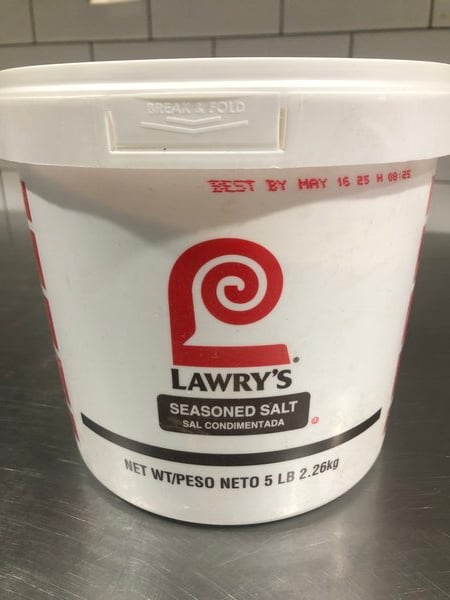 BREAK & FOLD
BEST BY MAY 16 25 H 08:25
LAWRY'S®
SEASONED SALT
SAL CONDIMENTADA
NET WT/PESO NETO 5 LB 2.26kg